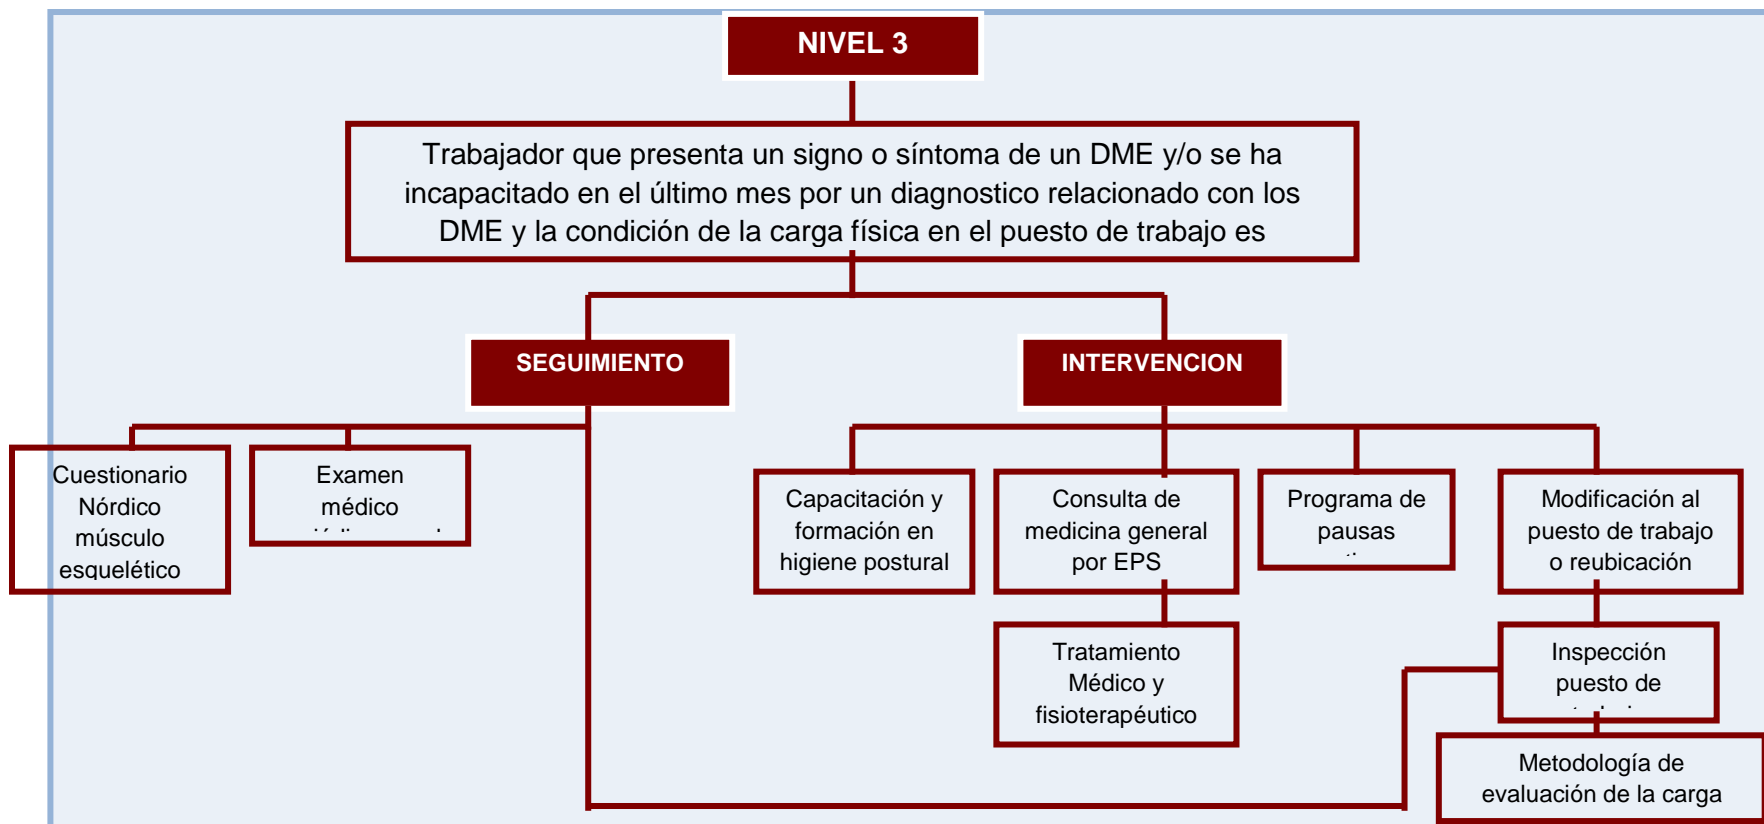 NIVEL 3
Trabajador que presenta un signo o síntoma de un DME y/o se ha
incapacitado en el último mes por un diagnostico relacionado con los
DME y la condición de la carga física en el puesto de trabajo es
SEGUIMIENTO
INTERVENCION
Cuestionario
Nórdico
músculo
esquelético
Examen
médico
Capacitación y
formación en
higiene postural
Consulta de
medicina general
por EPS
Programa de
pausas
Modificación al
puesto de trabajo
o reubicación
Tratamiento
Médico y
fisioterapéutico
Inspección
puesto de
Metodología de
evaluación de la carga